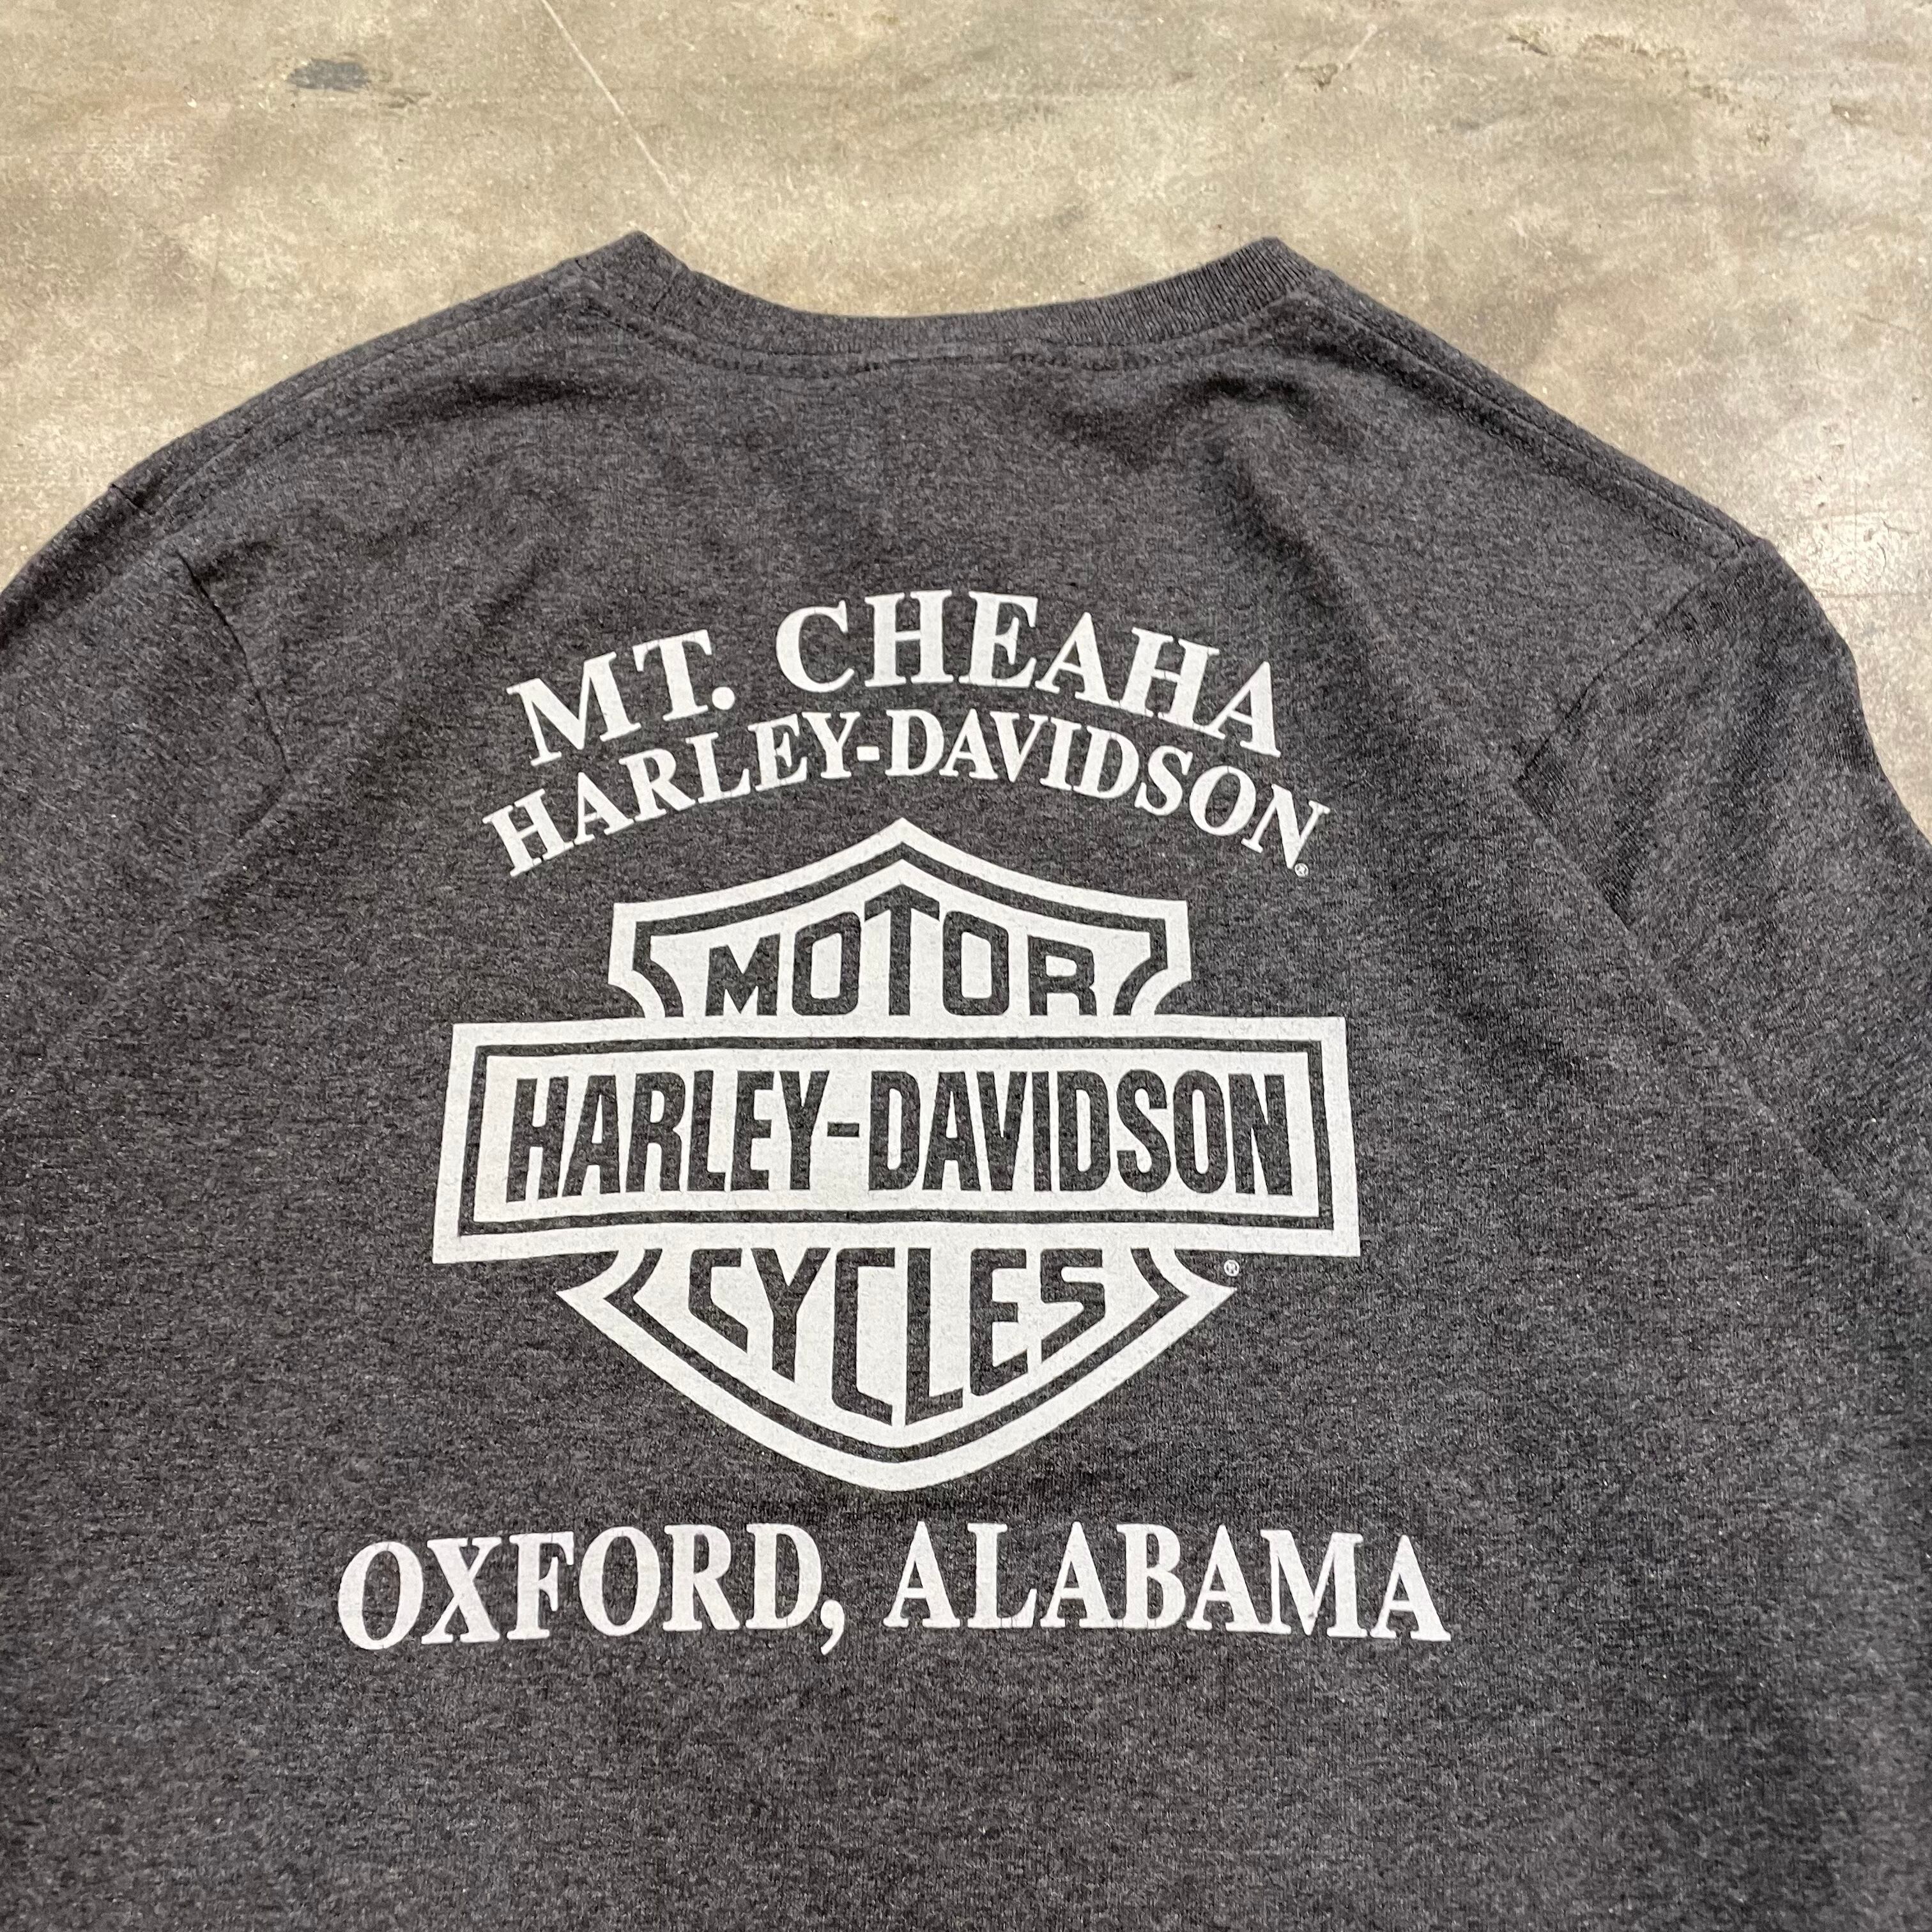 MT. CHEAHA
HARLEY-DAVIDSON®
MOTOR
HARLEY-DAVIDSON
CYCLES®
OXFORD, ALABAMA